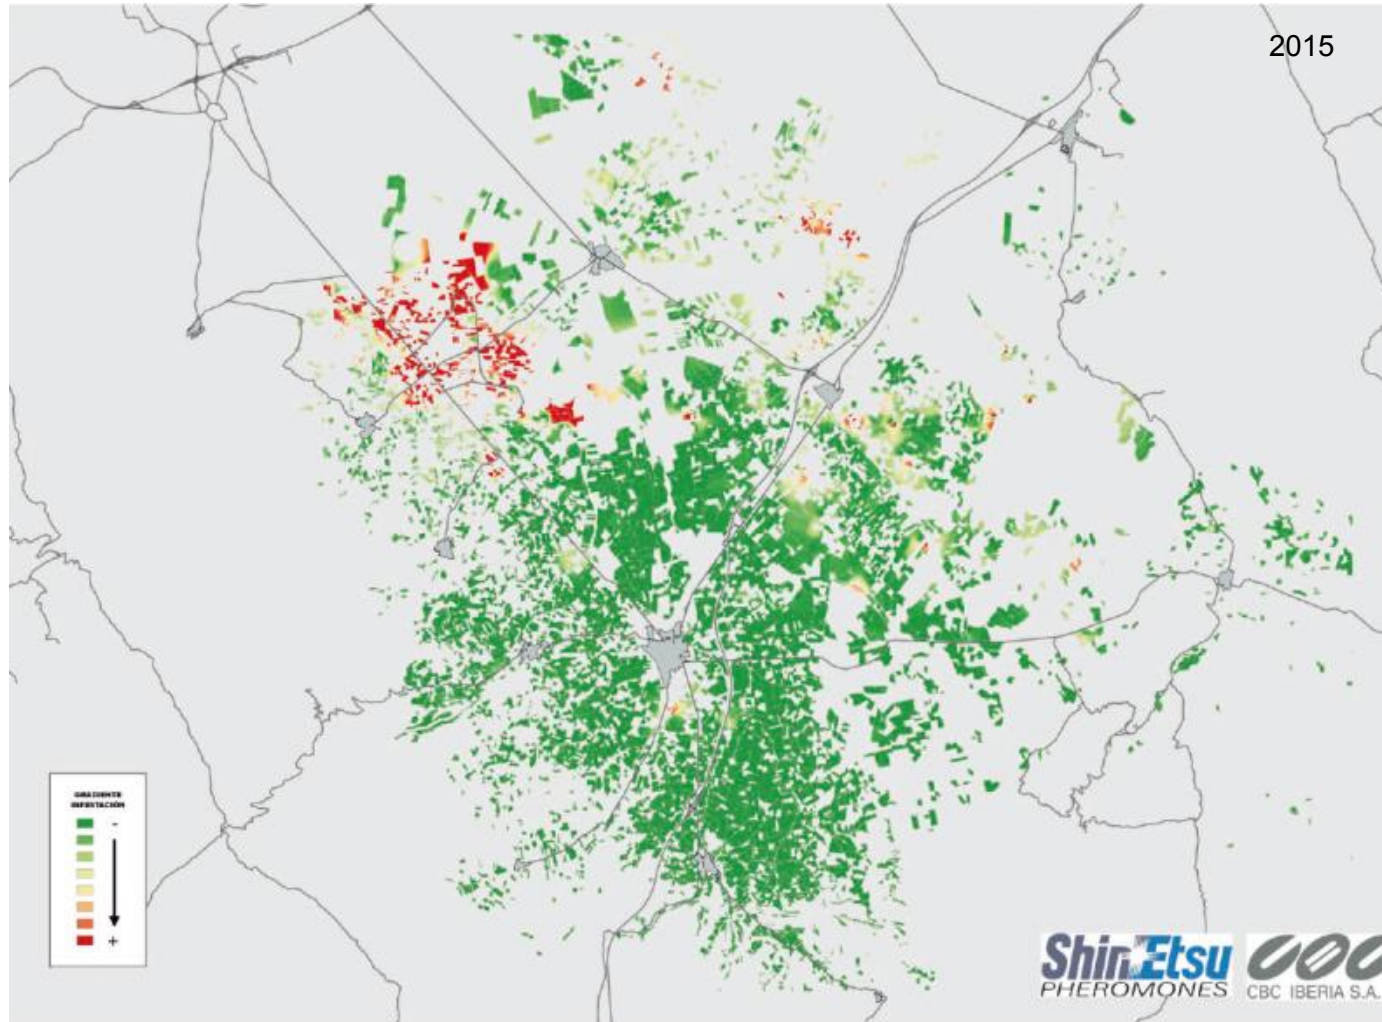 2015
GRADIENTE
INFESTACIÓN
-
+
ShinEtsu
PHEROMONES
CBC IBERIA S.A.